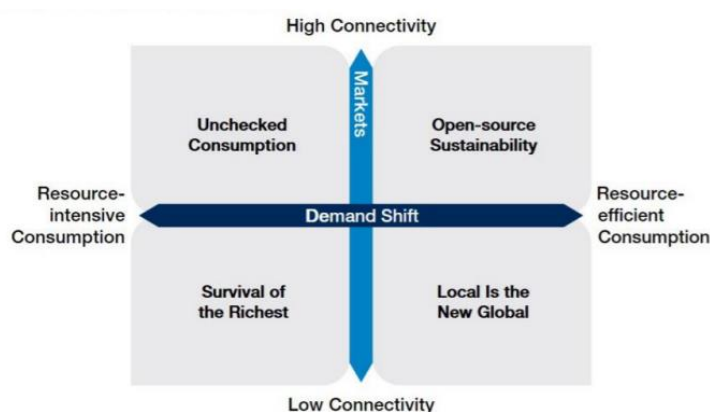 High Connectivity
Markets
Unchecked
Consumption
Open-source
Sustainability
Resource-
intensive
Consumption
Demand Shift
Resource-
efficient
Consumption
Survival of
the Richest
Local Is the
New Global
Low Connectivity